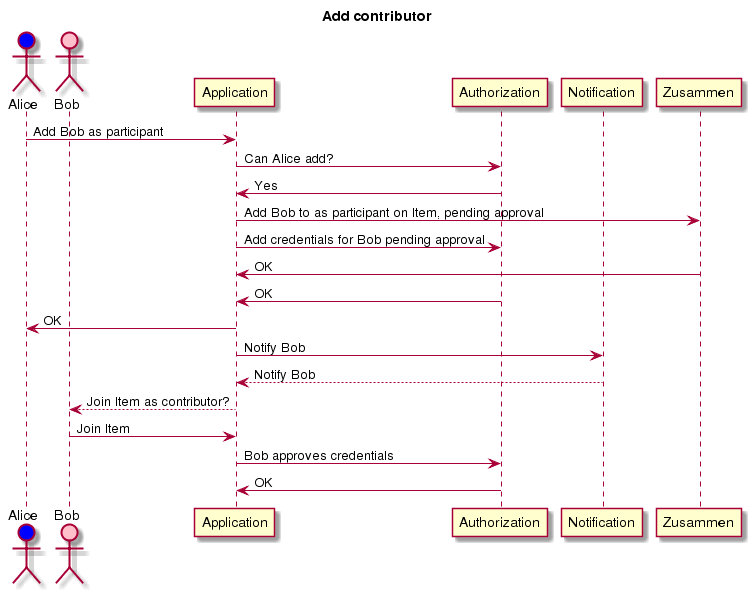 Add contributor
Alice
Bob
Application
Authorization
Notification
Zusammen
Add Bob as participant
Can Alice add?
Yes
Add Bob to as participant on Item, pending approval
Add credentials for Bob pending approval
OK
OK
OK
Notify Bob
Notify Bob
Join Item as contributor?
Join Item
Bob approves credentials
OK
Alice
Bob
Application
Authorization
Notification
Zusammen